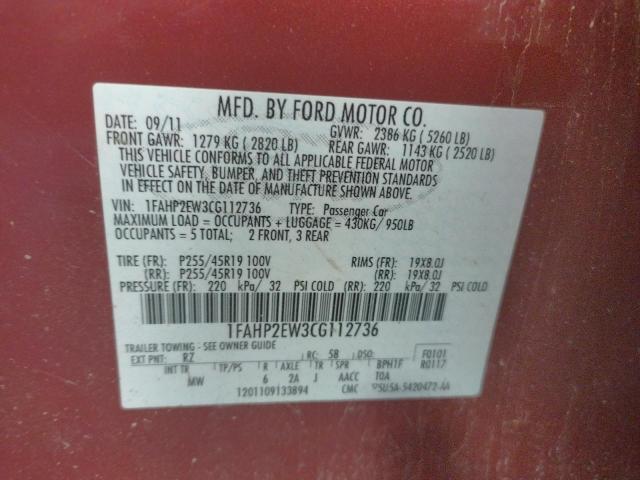 MFD. BY FORD MOTOR CO.
DATE: 09/11 GVWR: 2386 KG ( 5260 LB)
FRONT GAWR: 1279 KG ( 2820 LB) REAR GAWR: 1143 KG ( 2520 LB)
THIS VEHICLE CONFORMS TO ALL APPLICABLE FEDERAL MOTOR
VEHICLE SAFETY, BUMPER, AND THEFT PREVENTION STANDARDS
IN EFFECT ON THE DATE OF MANUFACTURE SHOWN ABOVE.
VIN: 1FAHP2EW3CG112736 TYPE: Passenger Car
MAXIMUM LOAD = OCCUPANTS + LUGGAGE = 430KG/ 950LB
OCCUPANTS = 5 TOTAL; 2 FRONT, 3 REAR
TIRE (FR): P255/45R19 100V RIMS (FR): 19X8.0J
(RR): P255/45R19 100V (RR): 19X8.0J
PRESSURE (FR): 220 kPa/ 32 PSI COLD (RR): 220 kPa/ 32 PSI COLD
1FAHP2EW3CG112736
TRAILER TOWING - SEE OWNER GUIDE
EXT PNT: RZ RC: 58 DSO: F0101
INT TR TP/PS R AXLE TR SPR BPHTF R0117
MW 6 2A J AACC TOA
1201109133894 CMC 5U5A-5420472-AA